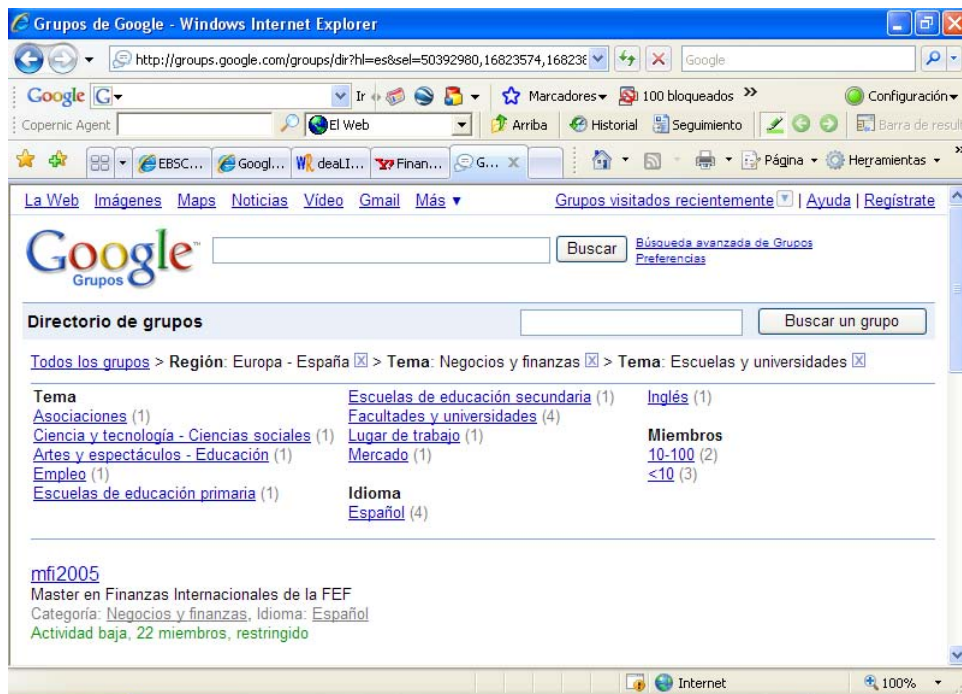 Grupos de Google - Windows Internet Explorer
http://groups.google.com/groups/dir?hl=es&sel=50392980,16823574,16823
Google
Google G Ir Marcadores 100 bloqueados » Configuración
Copernic Agent El Web Arriba Historial Seguimiento Barra de resul
EBSC... Googl... deaLI... Finan... G... X Página Herramientas »
La Web Imágenes Maps Noticias Vídeo Gmail Más ▼ Grupos visitados recientemente | Ayuda | Regístrate
Google™ Grupos
Buscar
Búsqueda avanzada de Grupos
Preferencias
Directorio de grupos
Buscar un grupo
Todos los grupos > Región: Europa - España > Tema: Negocios y finanzas > Tema: Escuelas y universidades
Tema
Asociaciones (1)
Ciencia y tecnología - Ciencias sociales (1)
Artes y espectáculos - Educación (1)
Empleo (1)
Escuelas de educación primaria (1)
Escuelas de educación secundaria (1)
Facultades y universidades (4)
Lugar de trabajo (1)
Mercado (1)
Idioma
Español (4)
Inglés (1)
Miembros
10-100 (2)
<10 (3)
mfi2005
Master en Finanzas Internacionales de la FEF
Categoría: Negocios y finanzas, Idioma: Español
Actividad baja, 22 miembros, restringido
Internet 100%